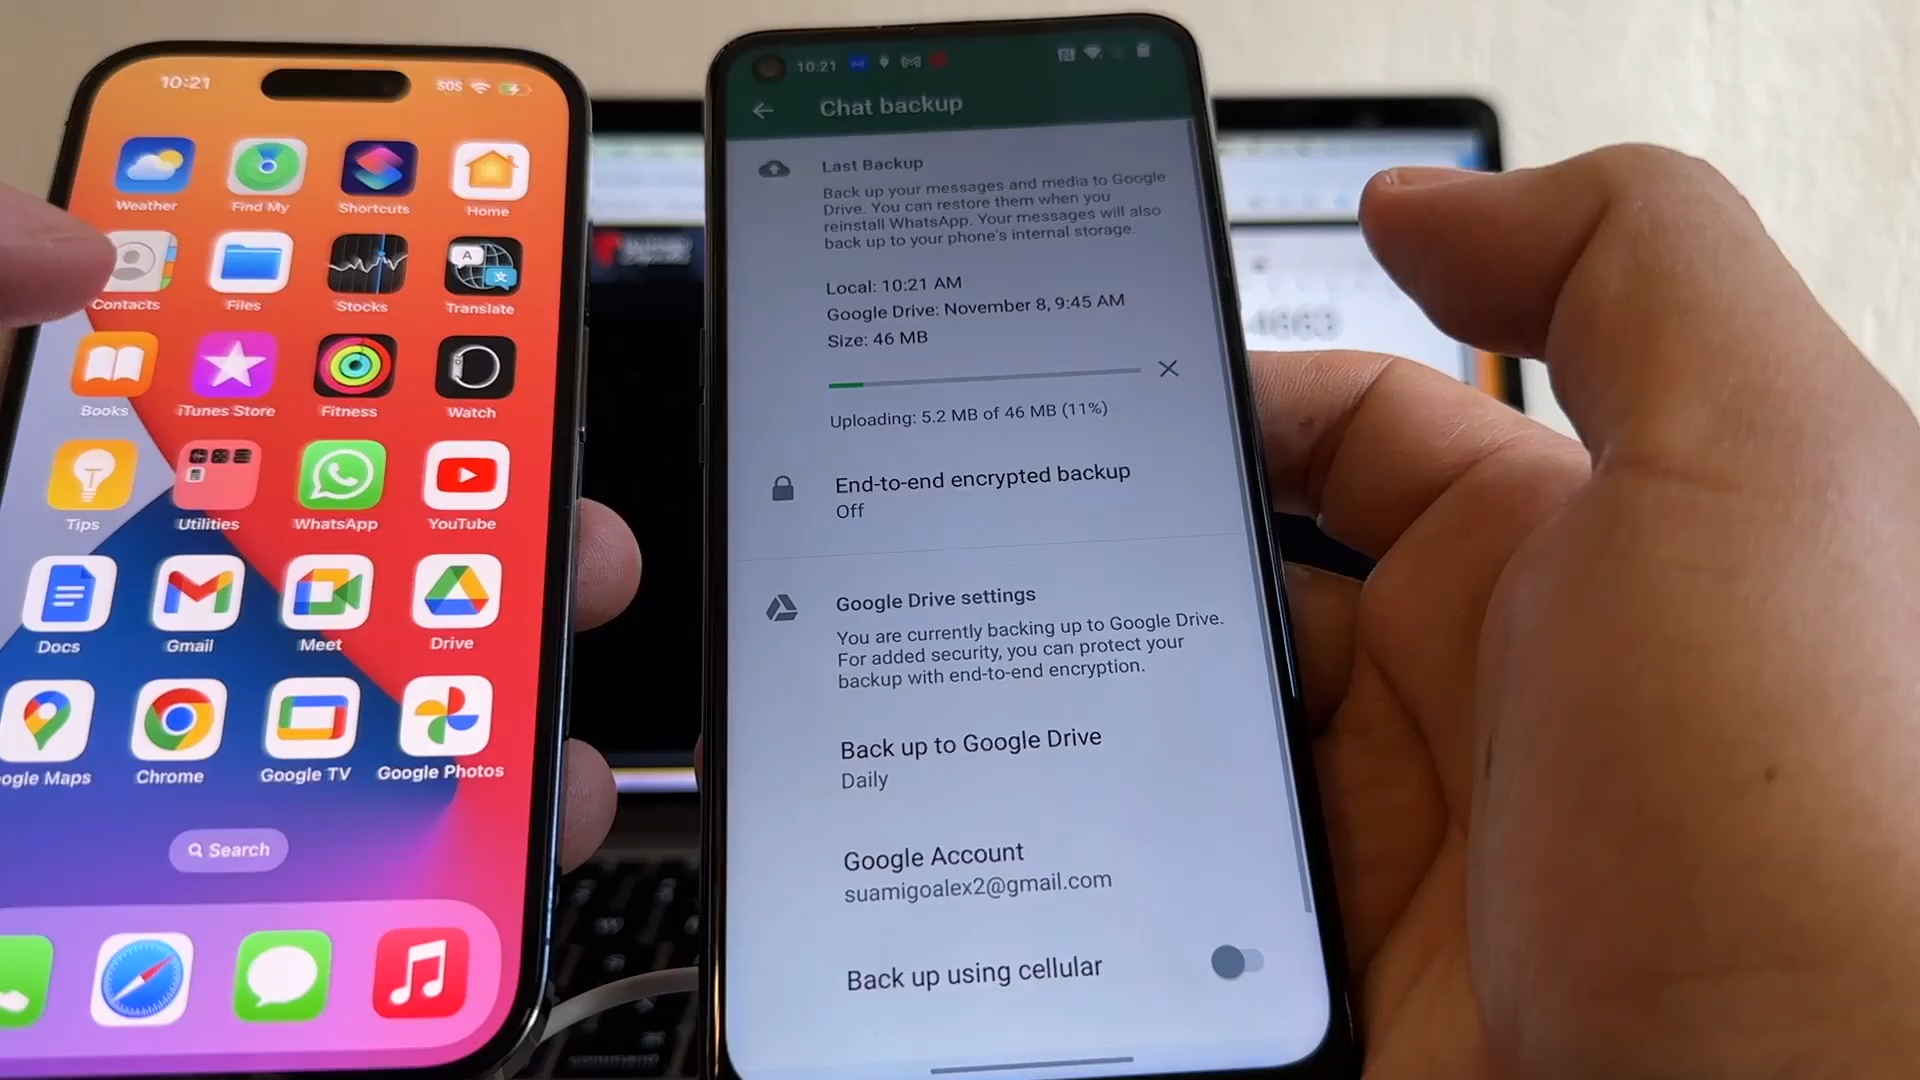 10:21
SOS
Weather
Find My
Shortcuts
Home
Contacts
Files
Stocks
Translate
Books
iTunes Store
Fitness
Watch
Tips
Utilities
WhatsApp
YouTube
Docs
Gmail
Meet
Drive
ogle Maps
Chrome
Google TV
Google Photos
Search
10:21
Chat backup
Last Backup
Back up your messages and media to Google
Drive. You can restore them when you
reinstall WhatsApp. Your messages will also
back up to your phone's internal storage.
Local: 10:21 AM
Google Drive: November 8, 9:45 AM
Size: 46 MB
Uploading: 5.2 MB of 46 MB (11%)
End-to-end encrypted backup
Off
Google Drive settings
You are currently backing up to Google Drive.
For added security, you can protect your
backup with end-to-end encryption.
Back up to Google Drive
Daily
Google Account
suamigoalex2@gmail.com
Back up using cellular